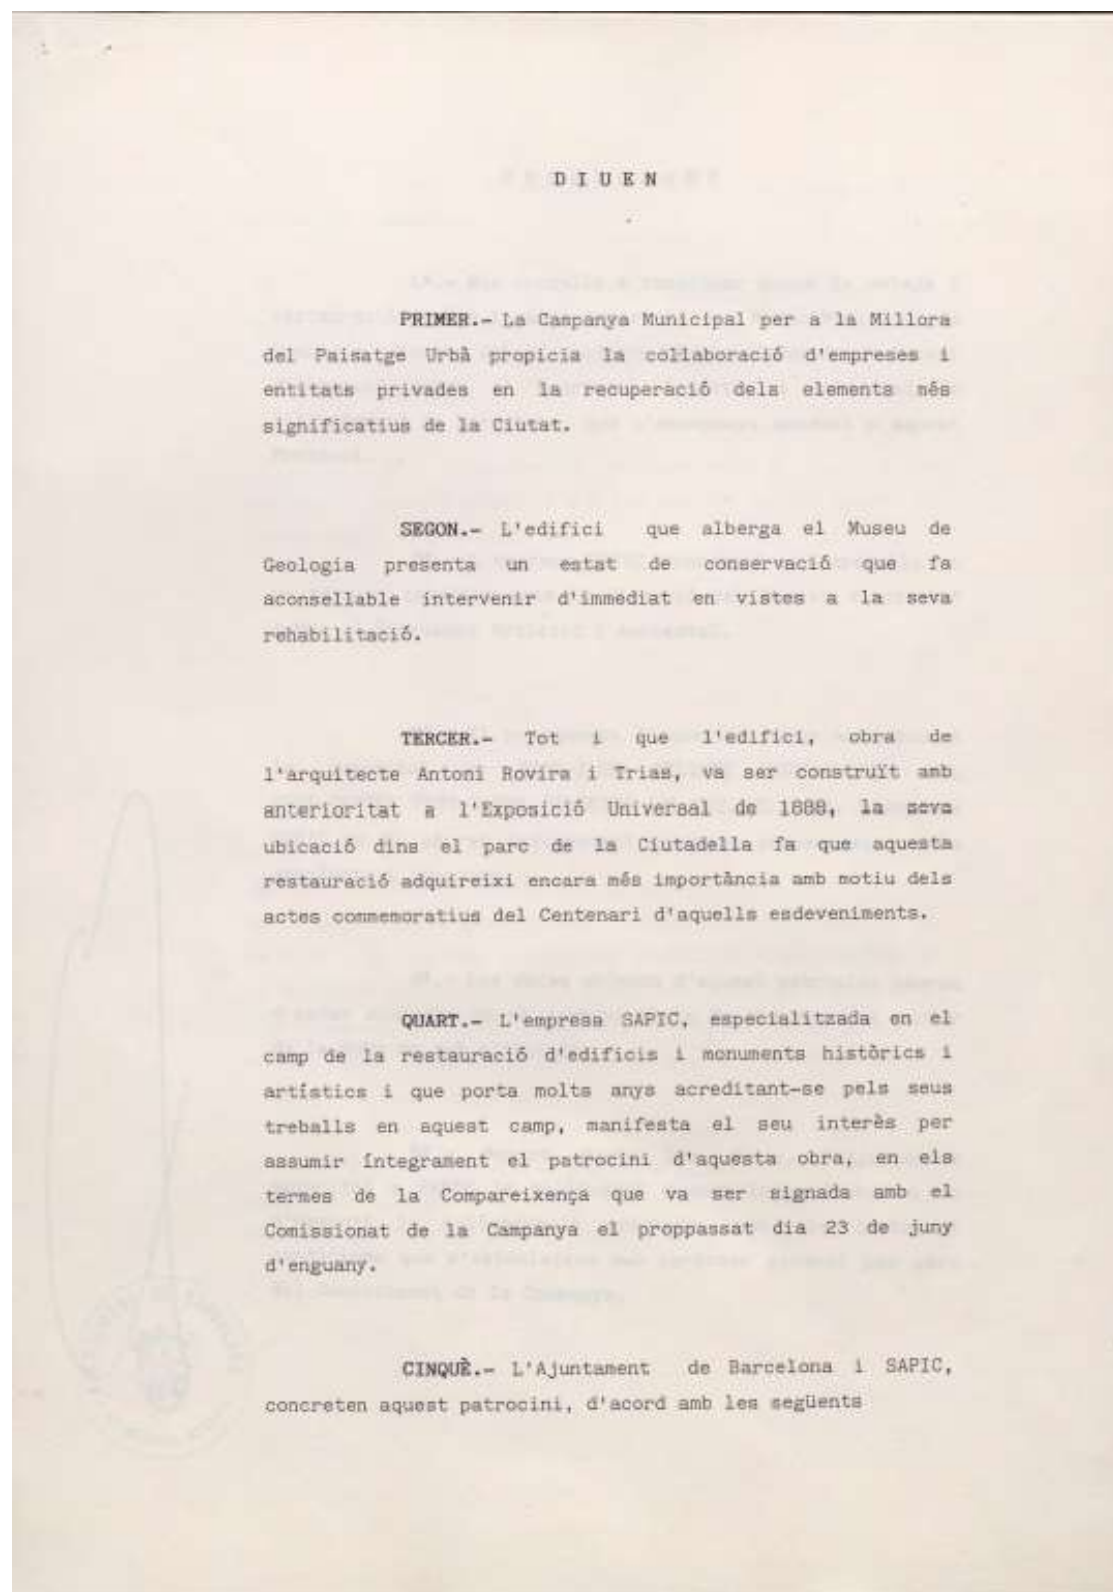 D I U E N
PRIMER.- La Campanya Municipal per a la Millora
del Paisatge Urbà propicia la collaboració d'empreses i
entitats privades en la recuperació dels elements més
significatius de la Ciutat.
SEGON.- L'edifici que alberga el Museu de
Geologia presenta un estat de conservació que fa
aconsellable intervenir d'immediat en vistes a la seva
rehabilitació.
TERCER.- Tot i que l'edifici, obra de
l'arquitecte Antoni Rovira i Trias, va ser construït amb
anterioritat a l'Exposició Universal de 1888, la seva
ubicació dins el parc de la Ciutadella fa que aquesta
restauració adquireixi encara més importància amb motiu dels
actes commemoratius del Centenari d'aquells esdeveniments.
QUART.- L'empresa SAPIC, especialitzada en el
camp de la restauració d'edificis i monuments històrics i
artístics i que porta molts anys acreditant-se pels seus
treballs en aquest camp, manifesta el seu interès per
assumir íntegrament el patrocini d'aquesta obra, en els
termes de la Compareixença que va ser signada amb el
Comissionat de la Campanya el proppassat dia 23 de juny
d'enguany.
CINQUÈ.- L'Ajuntament de Barcelona i SAPIC,
concreten aquest patrocini, d'acord amb les següents